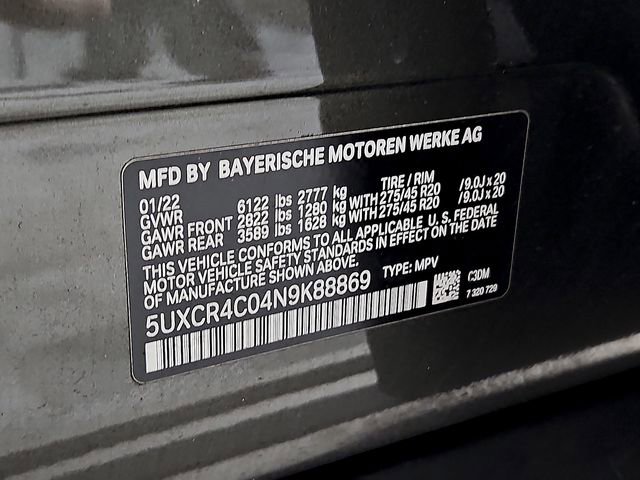 MFD BY BAYERISCHE MOTOREN WERKE AG
01/22 TIRE / RIM
GVWR 6122 lbs 2777 kg
GAWR FRONT 2822 lbs 1280 kg WITH 275/45 R20 /9.0J x 20
GAWR REAR 3589 lbs 1628 kg WITH 275/45 R20 /9.0J x 20
THIS VEHICLE CONFORMS TO ALL APPLICABLE U. S. FEDERAL
MOTOR VEHICLE SAFETY STANDARDS IN EFFECT ON THE DATE
OF MANUFACTURE SHOWN ABOVE.
5UXCR4C04N9K88869 TYPE: MPV
C3DM
7 320 729